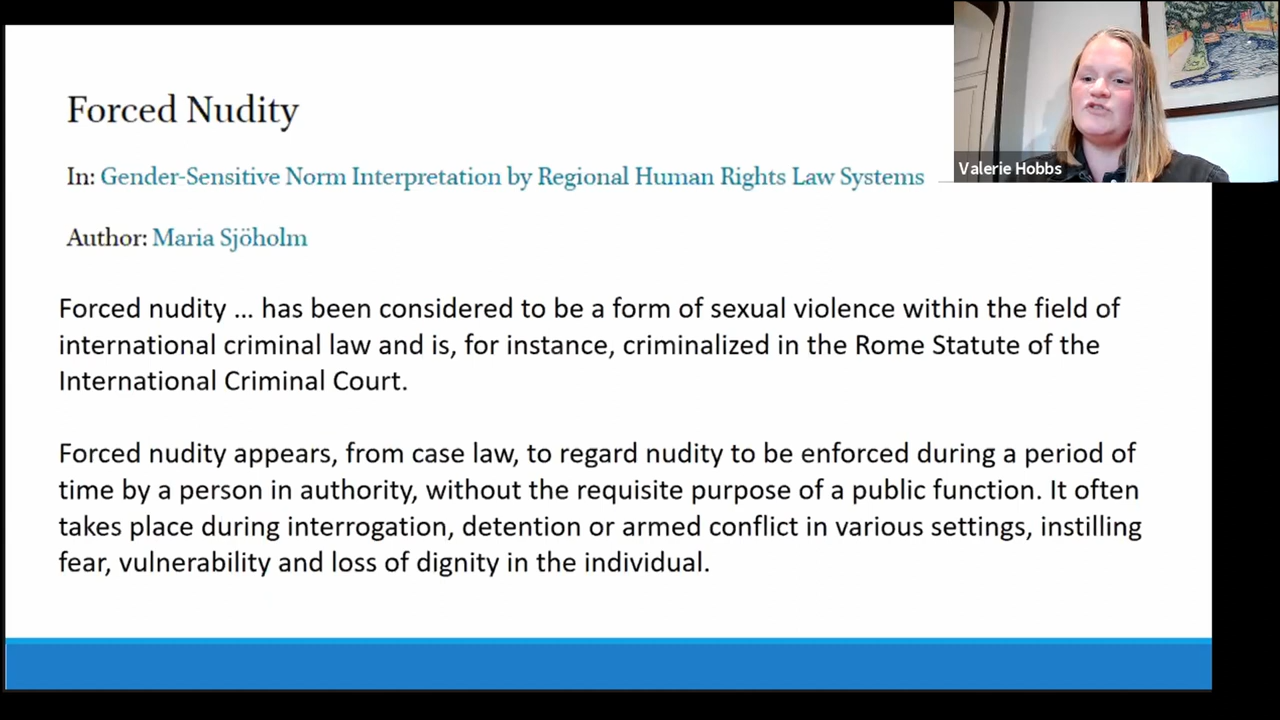 Forced Nudity
In: Gender-Sensitive Norm Interpretation by Regional Human Rights Law Systems
Author: Maria Sjöholm
Forced nudity ... has been considered to be a form of sexual violence within the field of
international criminal law and is, for instance, criminalized in the Rome Statute of the
International Criminal Court.
Forced nudity appears, from case law, to regard nudity to be enforced during a period of
time by a person in authority, without the requisite purpose of a public function. It often
takes place during interrogation, detention or armed conflict in various settings, instilling
fear, vulnerability and loss of dignity in the individual.
Valerie Hobbs